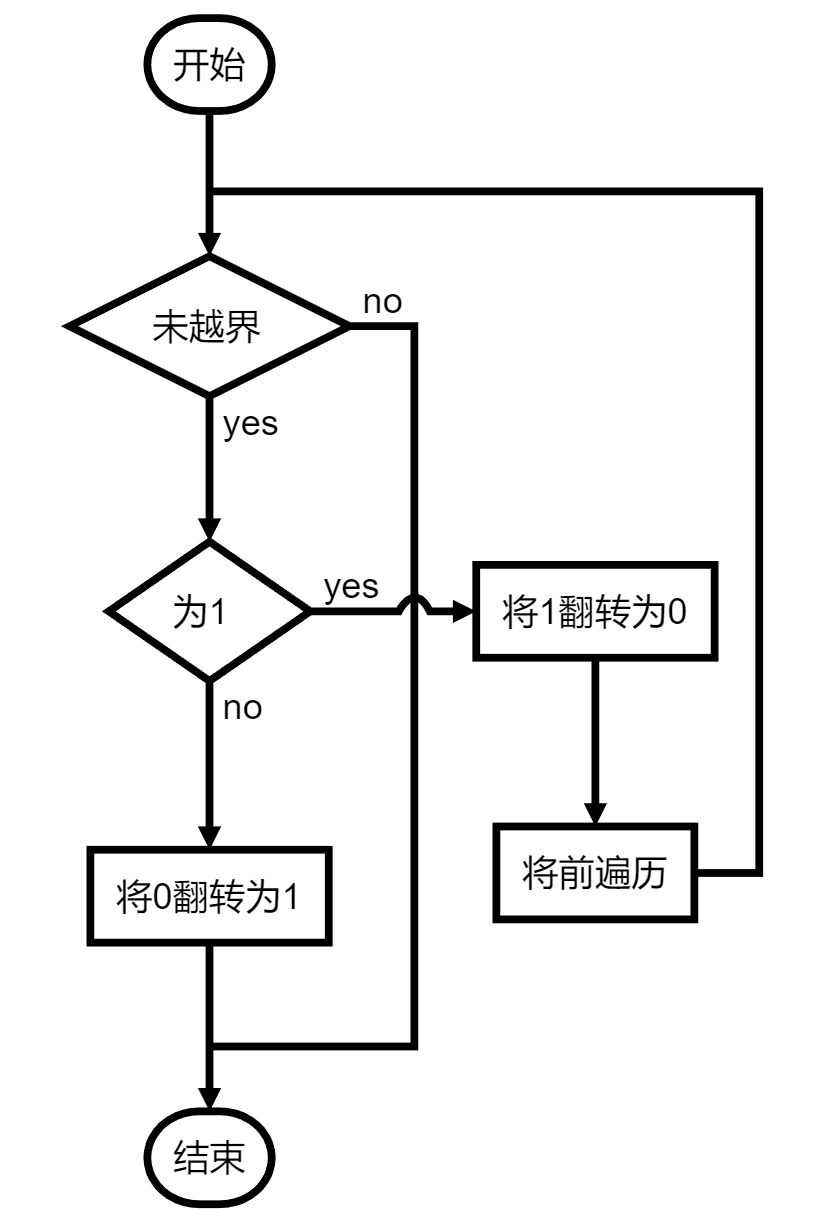 开始
未越界
no
yes
为1
yes
将1翻转为0
no
将前遍历
将0翻转为1
结束